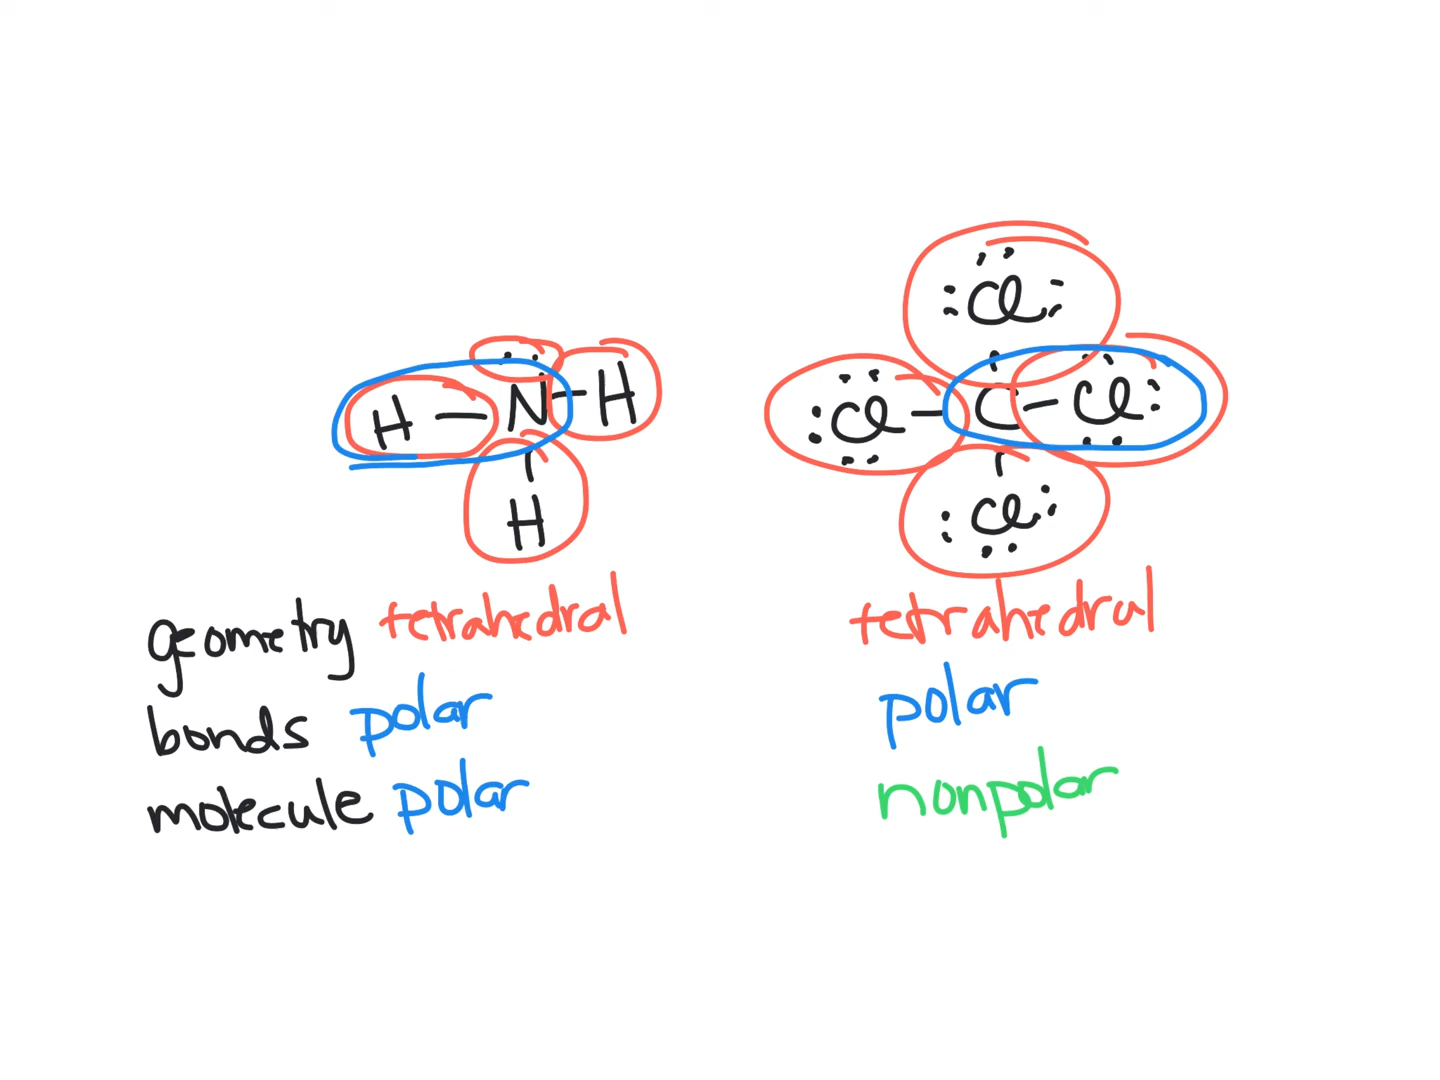 Cl
H — N — H
Cl — C — Cl
H
Cl
geometry tetrahedral tetrahedral
bonds polar polar
molecule polar nonpolar